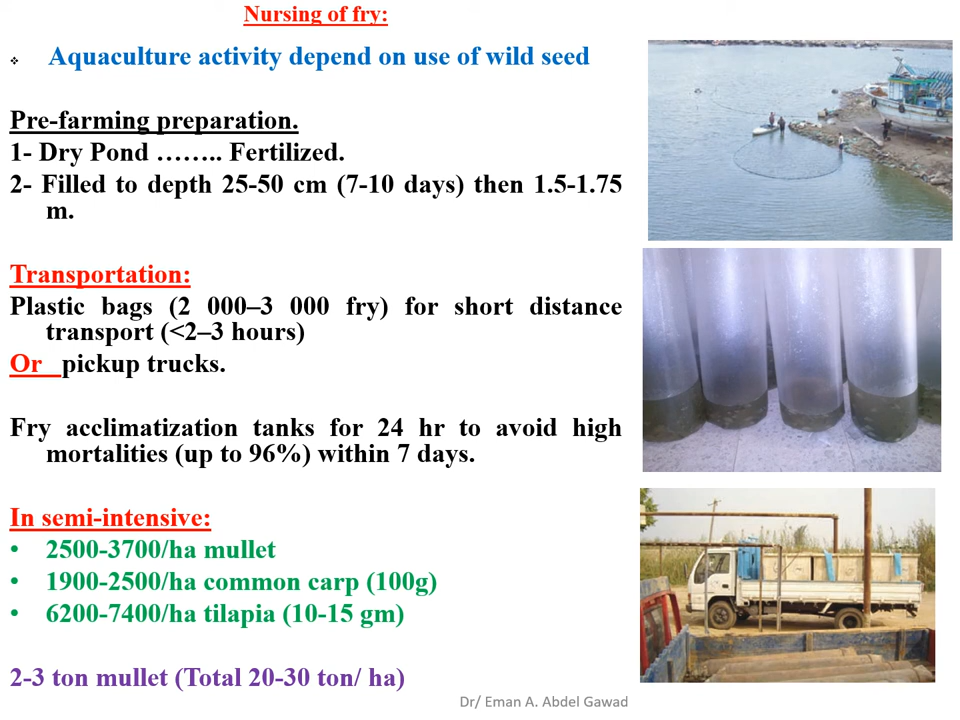 Nursing of fry:
❖ Aquaculture activity depend on use of wild seed
Pre-farming preparation.
1- Dry Pond …….. Fertilized.
2- Filled to depth 25-50 cm (7-10 days) then 1.5-1.75
m.
Transportation:
Plastic bags (2 000–3 000 fry) for short distance
transport (<2–3 hours)
Or pickup trucks.
Fry acclimatization tanks for 24 hr to avoid high
mortalities (up to 96%) within 7 days.
In semi-intensive:
• 2500-3700/ha mullet
• 1900-2500/ha common carp (100g)
• 6200-7400/ha tilapia (10-15 gm)
2-3 ton mullet (Total 20-30 ton/ ha)
Dr/ Eman A. Abdel Gawad